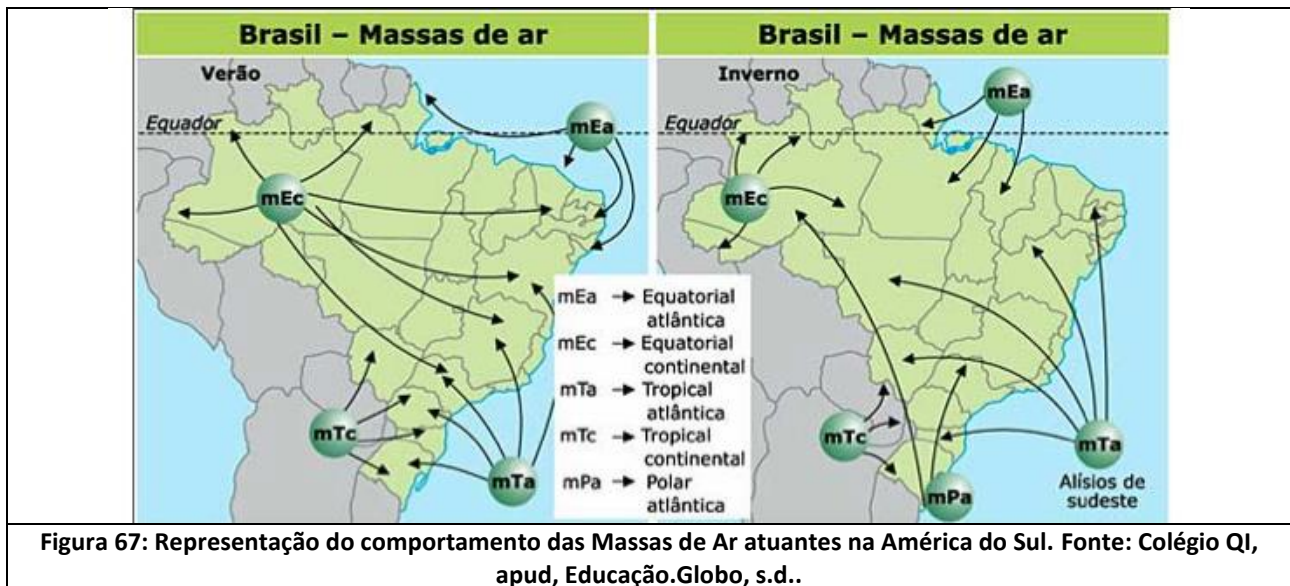 Brasil – Massas de ar
Verão
Equador
mEa
mEc
mTc
mTa
Brasil – Massas de ar
Inverno
Equador
mEa
mEc
mTc
mPa
mTa
Alísios de
sudeste
mEa → Equatorial
atlântica
mEc → Equatorial
continental
mTa → Tropical
atlântica
mTc → Tropical
continental
mPa → Polar
atlântica
Figura 67: Representação do comportamento das Massas de Ar atuantes na América do Sul. Fonte: Colégio QI,
apud, Educação.Globo, s.d..